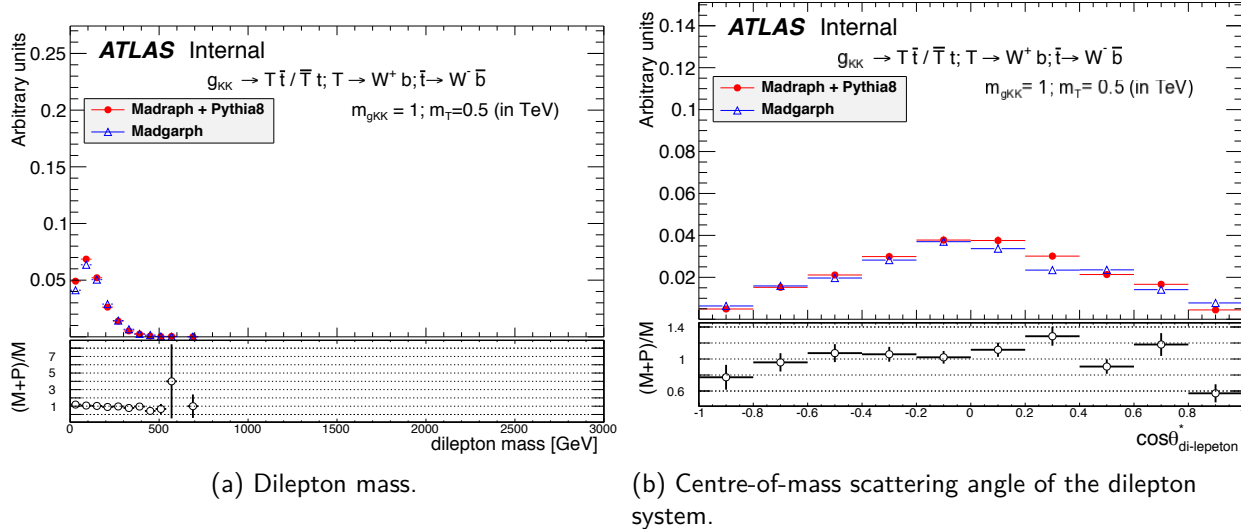 ATLAS Internal
g_KK → T t̄ / T̄ t; T → W⁺ b; t̄ → W⁻ b̄
m_gKK = 1; m_T=0.5 (in TeV)
Madraph + Pythia8
Madgarph
Arbitrary units
0.25
0.2
0.15
0.1
0.05
(M+P)/M
7
5
3
1
0 500 1000 1500 2000 2500 3000
dilepton mass [GeV]
(a) Dilepton mass.
ATLAS Internal
g_KK → T t̄ / T̄ t; T → W⁺ b; t̄ → W⁻ b̄
m_gKK = 1; m_T= 0.5 (in TeV)
Madraph + Pythia8
Madgarph
Arbitrary units
0.14
0.12
0.1
0.08
0.06
0.04
0.02
(M+P)/M
1.4
1
0.6
-1 -0.8 -0.6 -0.4 -0.2 0 0.2 0.4 0.6 0.8
cosθ*_di-lepeton
(b) Centre-of-mass scattering angle of the dilepton
system.